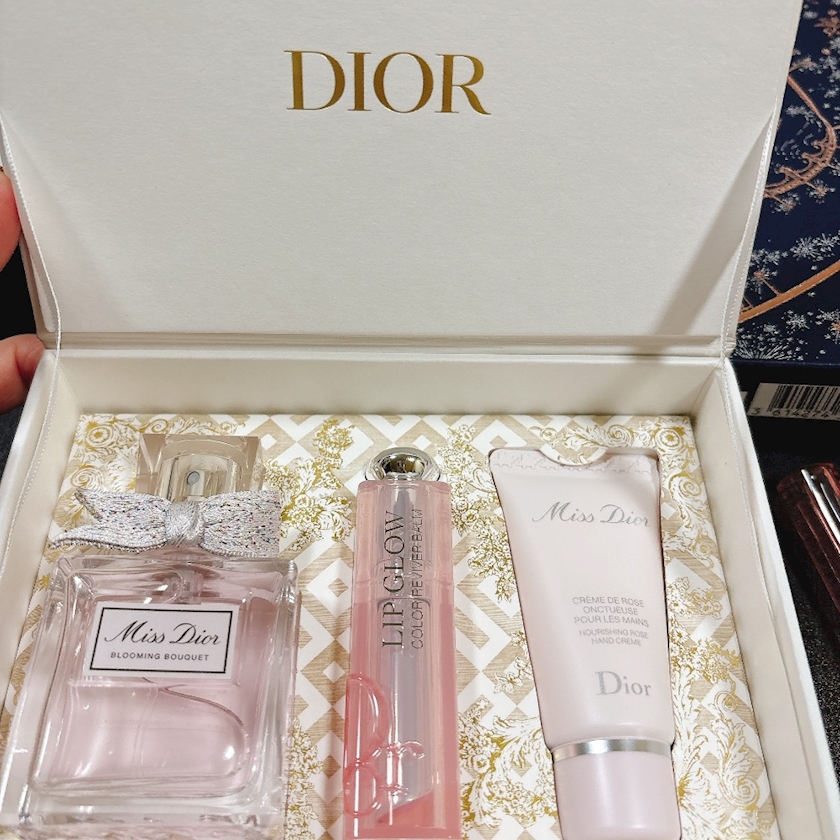 DIOR
Miss Dior
BLOOMING BOUQUET
LIP GLOW
COLOR REVIVER BALM
Dior
Miss Dior
CRÈME DE ROSE
ONCTUEUSE
POUR LES MAINS
NOURISHING ROSE
HAND CREME
Dior